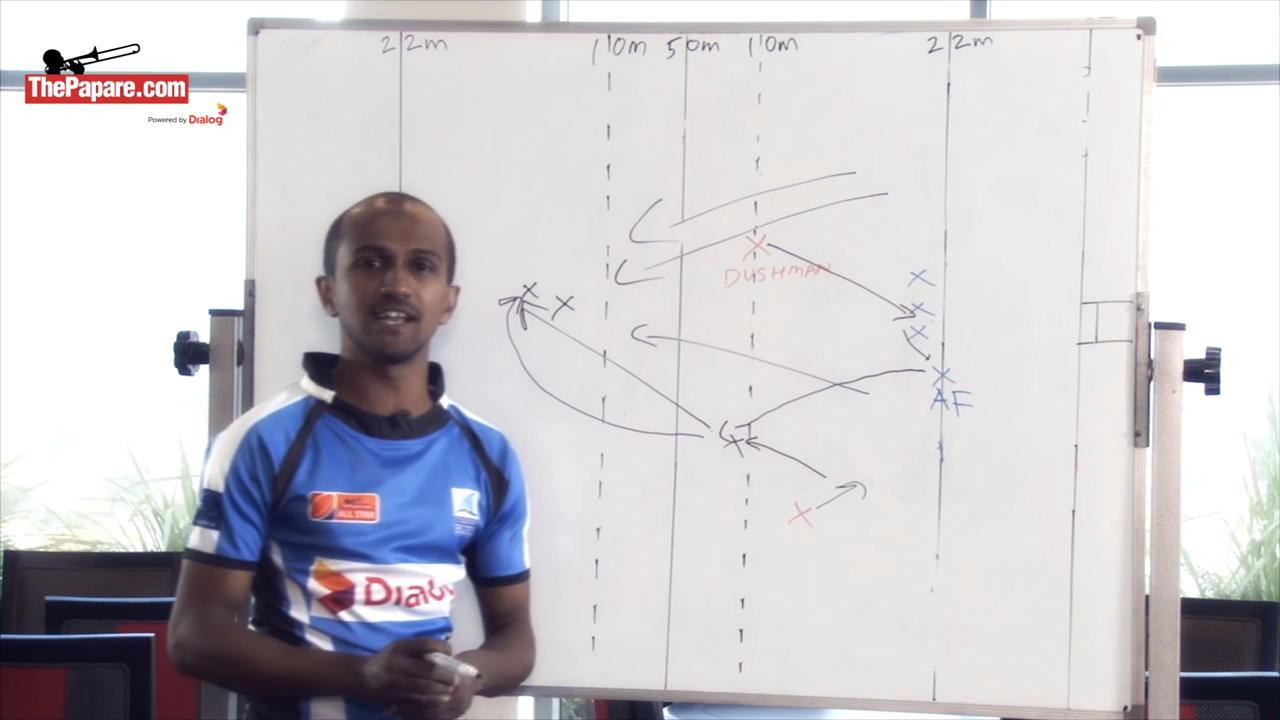 ThePapare.com
Powered by Dialog
22m 10m 50m 10m 22m
X
DUSHMAN
X
X
X
X
AF
X
X
X
X
ALL STAR
Dialog